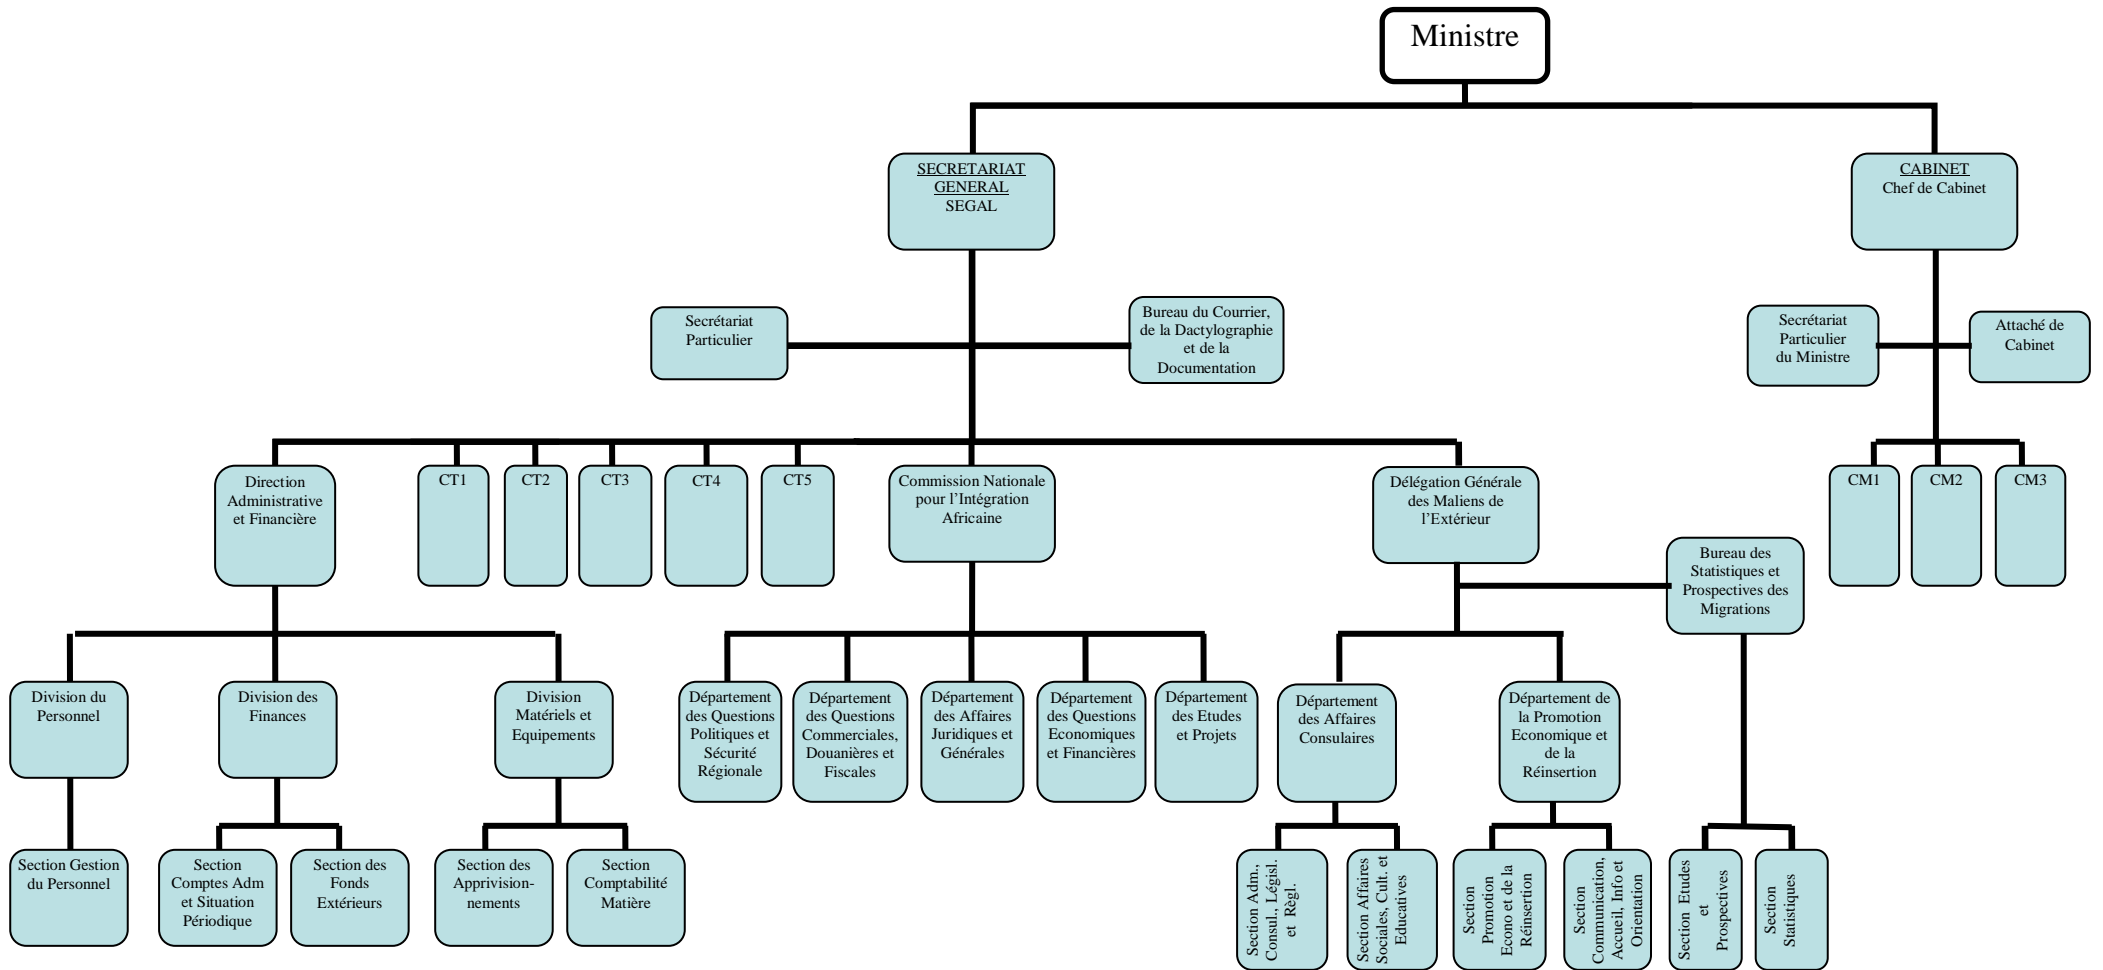 Ministre
SECRETARIAT
GENERAL
SEGAL
CABINET
Chef de Cabinet
Secrétariat
Particulier
Bureau du Courrier,
de la Dactylographie
et de la
Documentation
Secrétariat
Particulier
du Ministre
Attaché de
Cabinet
Direction
Administrative
et Financière
CT1
CT2
CT3
CT4
CT5
Commission Nationale
pour l’Intégration
Africaine
Délégation Générale
des Maliens de
l’Extérieur
CM1
CM2
CM3
Bureau des
Statistiques et
Prospectives des
Migrations
Division du
Personnel
Division des
Finances
Division
Matériels et
Equipements
Département
des Questions
Politiques et
Sécurité
Régionale
Département
des Questions
Commerciales,
Douanières et
Fiscales
Département
des Affaires
Juridiques et
Générales
Département
des Questions
Economiques
et Financières
Département
des Etudes
et Projets
Département
des Affaires
Consulaires
Département de
la Promotion
Economique et
de la
Réinsertion
Section Gestion
du Personnel
Section
Comptes Adm
et Situation
Périodique
Section des
Fonds
Extérieurs
Section des
Apprivision-
nements
Section
Comptabilité
Matière
Section Adm.,
Consul., Législ.
et Règl.
Section Affaires
Sociales, Cult. et
Educatives
Section
Promotion
Econo et de la
Réinsertion
Section
Communication,
Accueil, Info et
Orientation
Section Etudes
et
Prospectives
Section
Statistiques